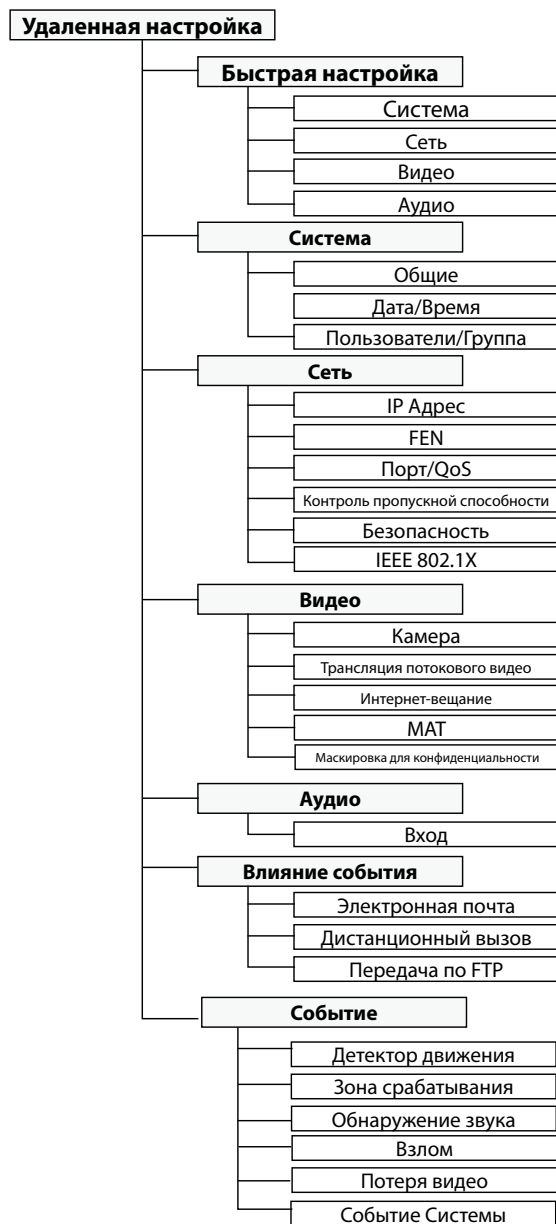 Удаленная настройка
Быстрая настройка
Система
Сеть
Видео
Аудио
Система
Общие
Дата/Время
Пользователи/Группа
Сеть
IP Адрес
FEN
Порт/QoS
Контроль пропускной способности
Безопасность
IEEE 802.1X
Видео
Камера
Трансляция потокового видео
Интернет-вещание
MAT
Маскировка для конфиденциальности
Аудио
Вход
Влияние события
Электронная почта
Дистанционный вызов
Передача по FTP
Событие
Детектор движения
Зона срабатывания
Обнаружение звука
Взлом
Потеря видео
Событие Системы